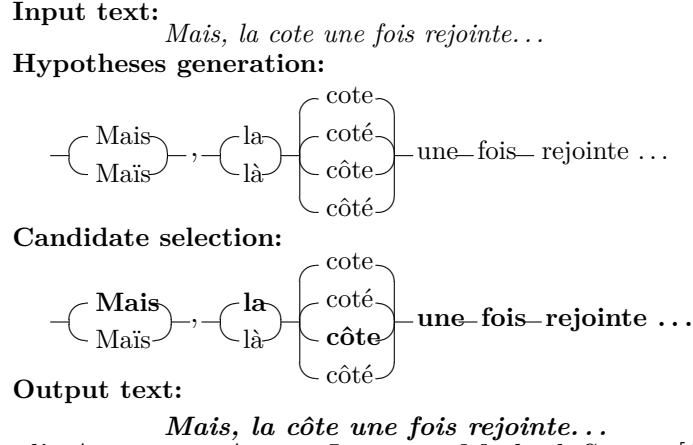 Input text:
Mais, la cote une fois rejointe...
Hypotheses generation:
cote
Mais la coté
, une fois rejointe ...
Maïs là côte
côté
Candidate selection:
cote
Mais la coté
, une fois rejointe ...
Maïs là côte
côté
Output text:
Mais, la côte une fois rejointe...